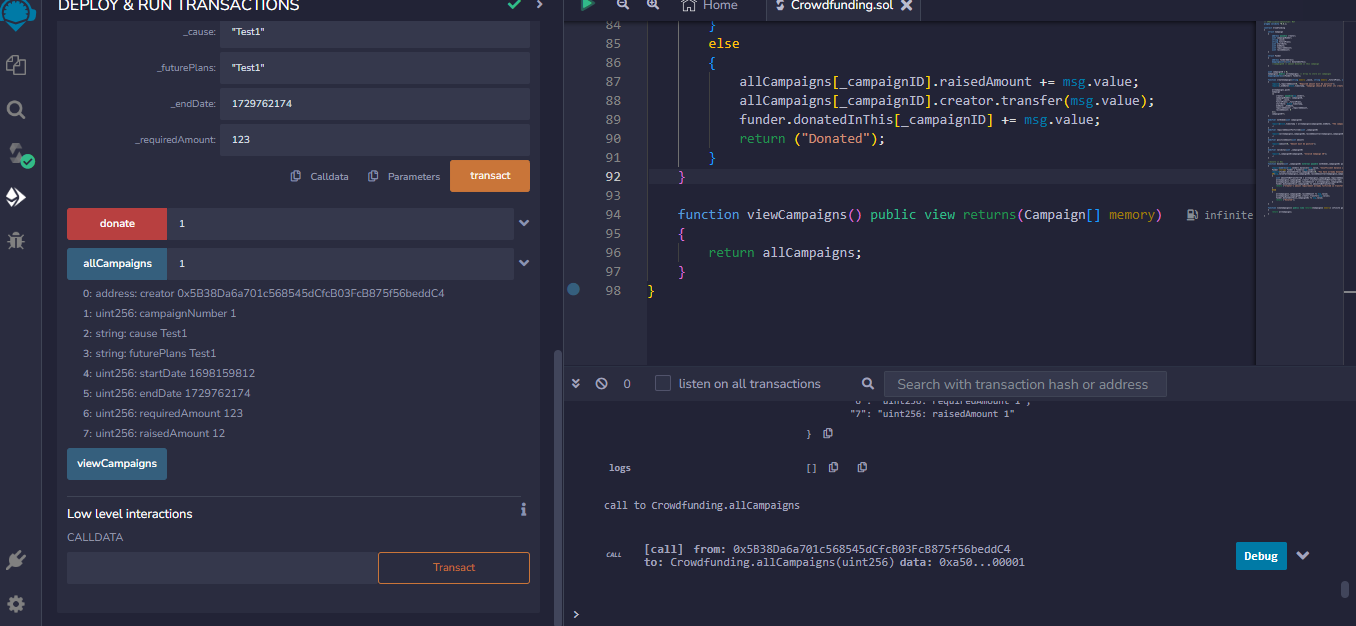 DEPLOY & RUN TRANSACTIONS
_cause: "Test1"
_futurePlans: "Test1"
_endDate: 1729762174
_requiredAmount: 123
Calldata Parameters transact
donate 1
allCampaigns 1
0: address: creator 0x5B38Da6a701c568545dCfcB03FcB875f56beddC4
1: uint256: campaignNumber 1
2: string: cause Test1
3: string: futurePlans Test1
4: uint256: startDate 1698159812
5: uint256: endDate 1729762174
6: uint256: requiredAmount 123
7: uint256: raisedAmount 12
viewCampaigns
Low level interactions
CALLDATA
Transact
Home Crowdfunding.sol
84 }
85 else
86 {
87 allCampaigns[_campaignID].raisedAmount += msg.value;
88 allCampaigns[_campaignID].creator.transfer(msg.value);
89 funder.donatedInThis[_campaignID] += msg.value;
90 return ("Donated");
91 }
92 }
93
94 function viewCampaigns() public view returns(Campaign[] memory) infinite
95 {
96 return allCampaigns;
97 }
98 }
0 listen on all transactions Search with transaction hash or address
"6": "uint256: requiredAmount 1",
"7": "uint256: raisedAmount 1"
}
logs []
call to Crowdfunding.allCampaigns
CALL [call] from: 0x5B38Da6a701c568545dCfcB03FcB875f56beddC4
to: Crowdfunding.allCampaigns(uint256) data: 0xa50...00001
Debug
>